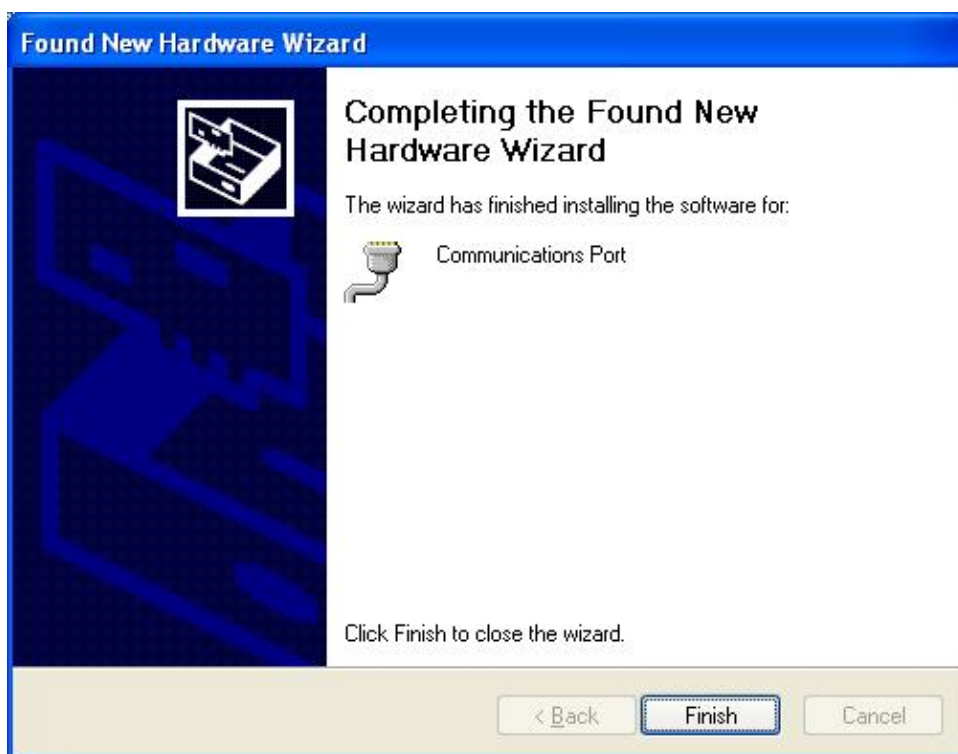 Found New Hardware Wizard
Completing the Found New
Hardware Wizard
The wizard has finished installing the software for:
Communications Port
Click Finish to close the wizard.
< Back
Finish
Cancel